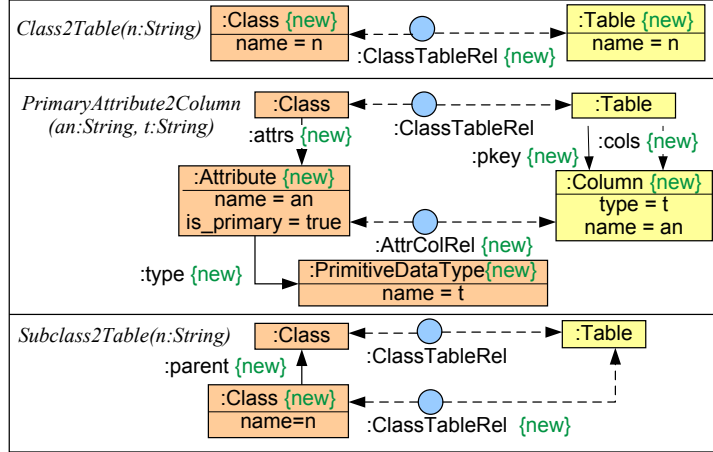 Class2Table(n:String)
:Class {new}
name = n
:ClassTableRel {new}
:Table {new}
name = n
PrimaryAttribute2Column
(an:String, t:String)
:Class
:ClassTableRel
:Table
:attrs {new}
:pkey {new}
:cols {new}
:Attribute {new}
name = an
is_primary = true
:Column {new}
type = t
name = an
:AttrColRel {new}
:type {new}
:PrimitiveDataType{new}
name = t
Subclass2Table(n:String)
:Class
:ClassTableRel
:Table
:parent {new}
:Class {new}
name=n
:ClassTableRel {new}